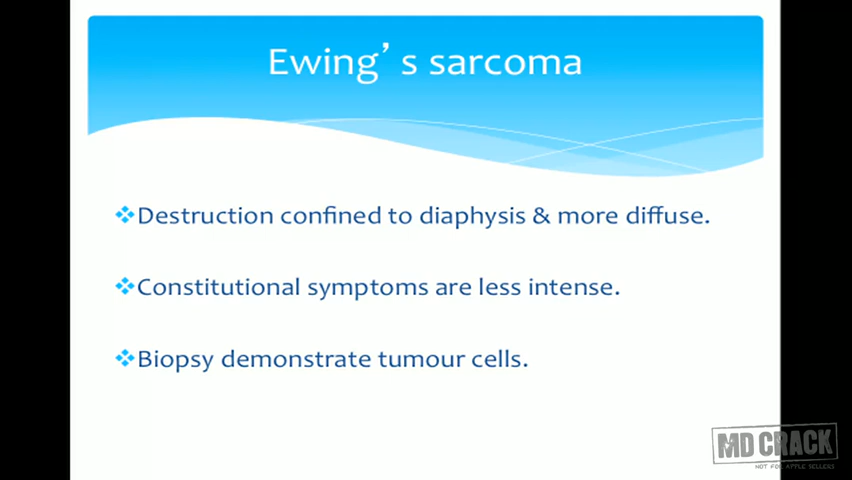 Ewing's sarcoma
Destruction confined to diaphysis & more diffuse.
Constitutional symptoms are less intense.
Biopsy demonstrate tumour cells.
MD CRACK
NOT FOR APPLE SELLERS